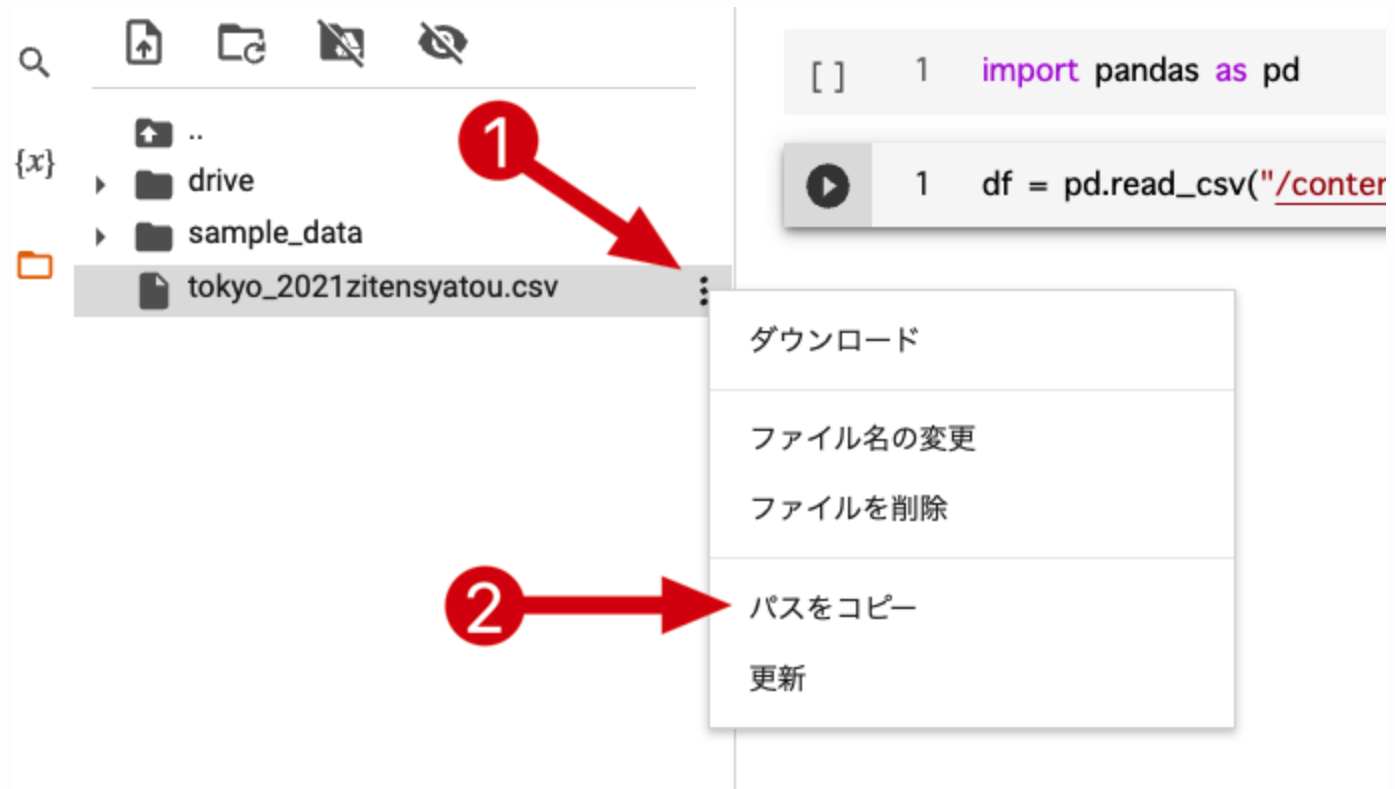 {x}
..
drive
sample_data
tokyo_2021zitensyatou.csv
1
2
[ ] 1 import pandas as pd
1 df = pd.read_csv("/conten
ダウンロード
ファイル名の変更
ファイルを削除
パスをコピー
更新